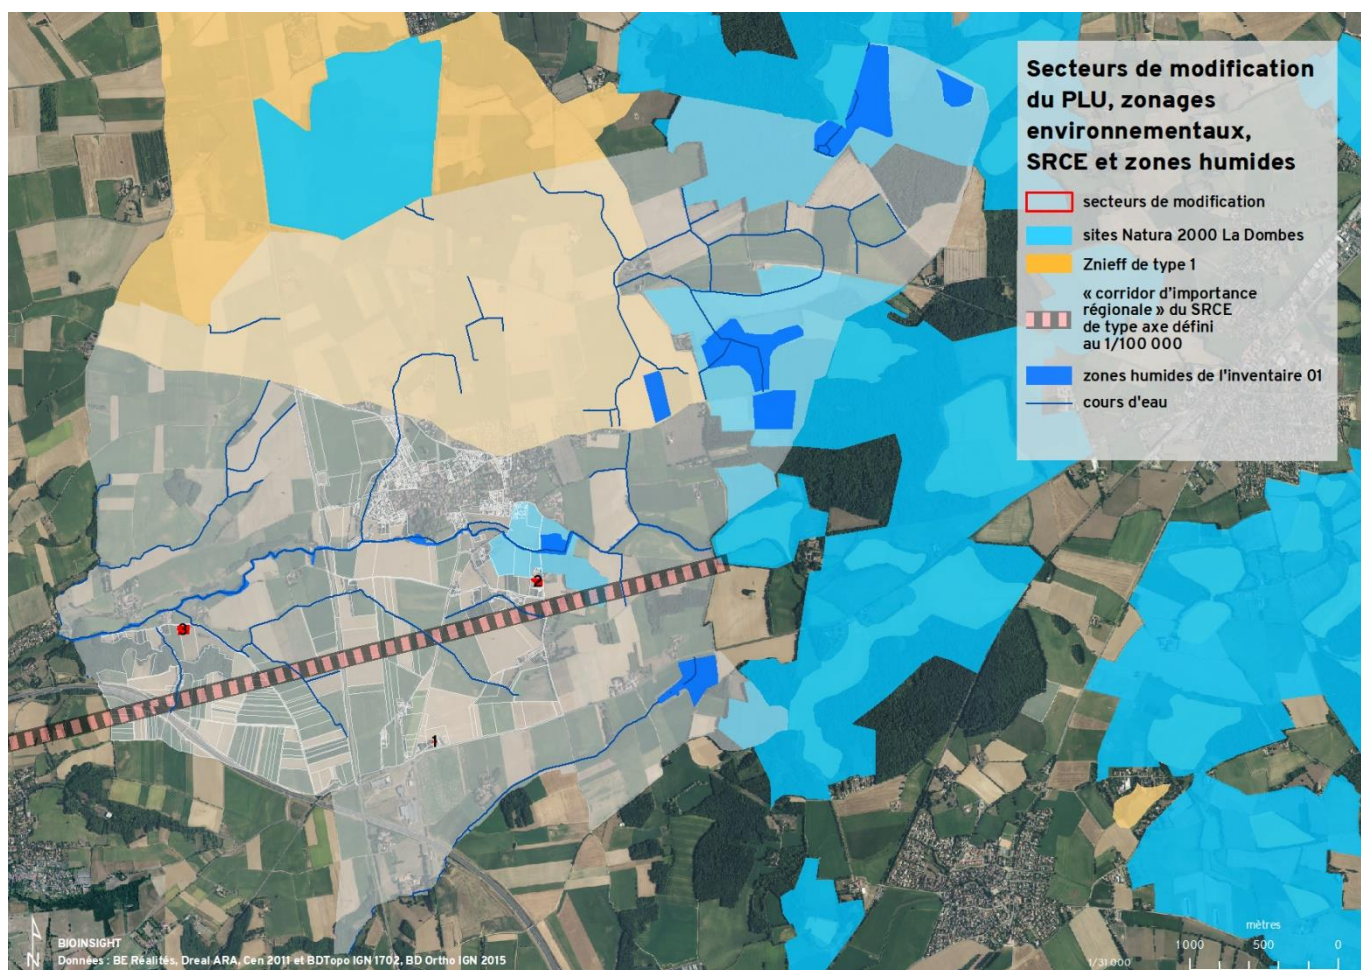 Secteurs de modification
du PLU, zonages
environnementaux,
SRCE et zones humides
secteurs de modification
sites Natura 2000 La Dombes
Znieff de type 1
« corridor d'importance
régionale » du SRCE
de type axe défini
au 1/100 000
zones humides de l'inventaire 01
cours d'eau
2
3
1
N
BIOINSIGHT
Données : BE Réalités, Dreal ARA, Cen 2011 et BDTopo IGN 1702, BD Ortho IGN 2015
mètres
1000 500 0
1/31 000